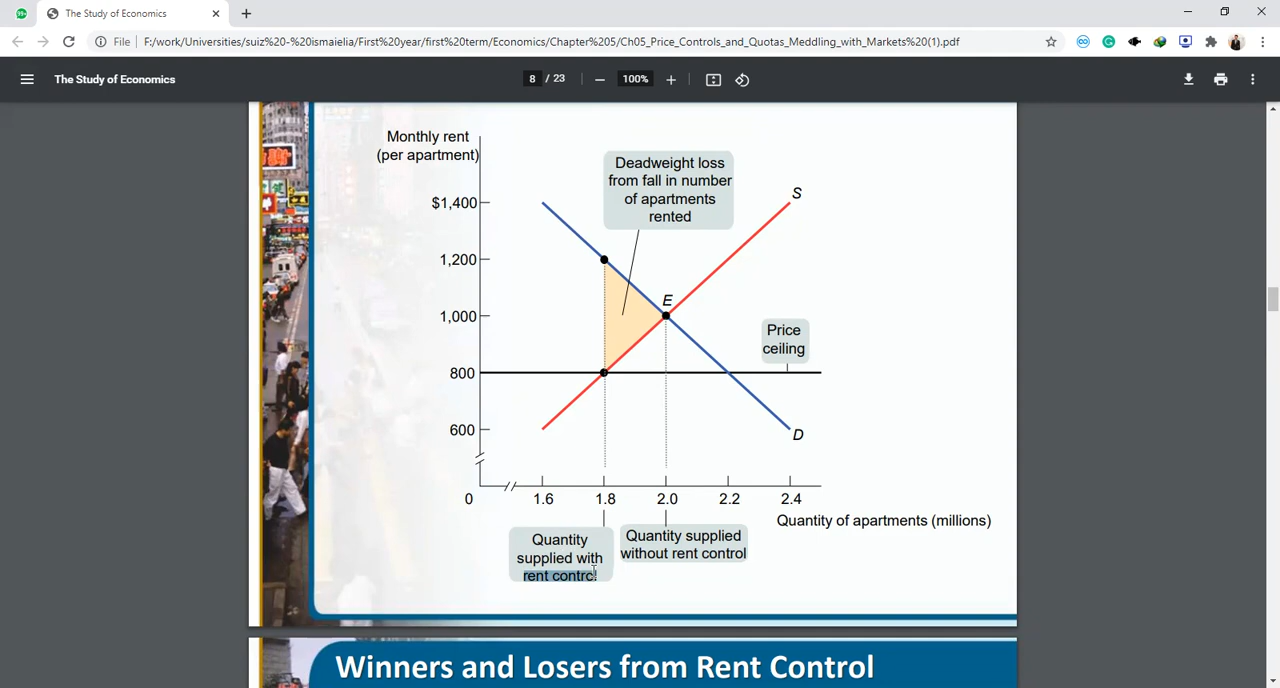 99+
The Study of Economics
File
F:/work/Universities/suiz%20-%20ismaielia/First%20year/first%20term/Economics/Chapter%205/Ch05_Price_Controls_and_Quotas_Meddling_with_Markets%20(1).pdf
The Study of Economics
8 / 23
100%
Monthly rent
(per apartment)
Deadweight loss
from fall in number
of apartments
rented
$1,400
S
1,200
E
1,000
Price
ceiling
800
600
D
0
1.6
1.8
2.0
2.2
2.4
Quantity of apartments (millions)
Quantity
supplied with
rent control
Quantity supplied
without rent control
Winners and Losers from Rent Control